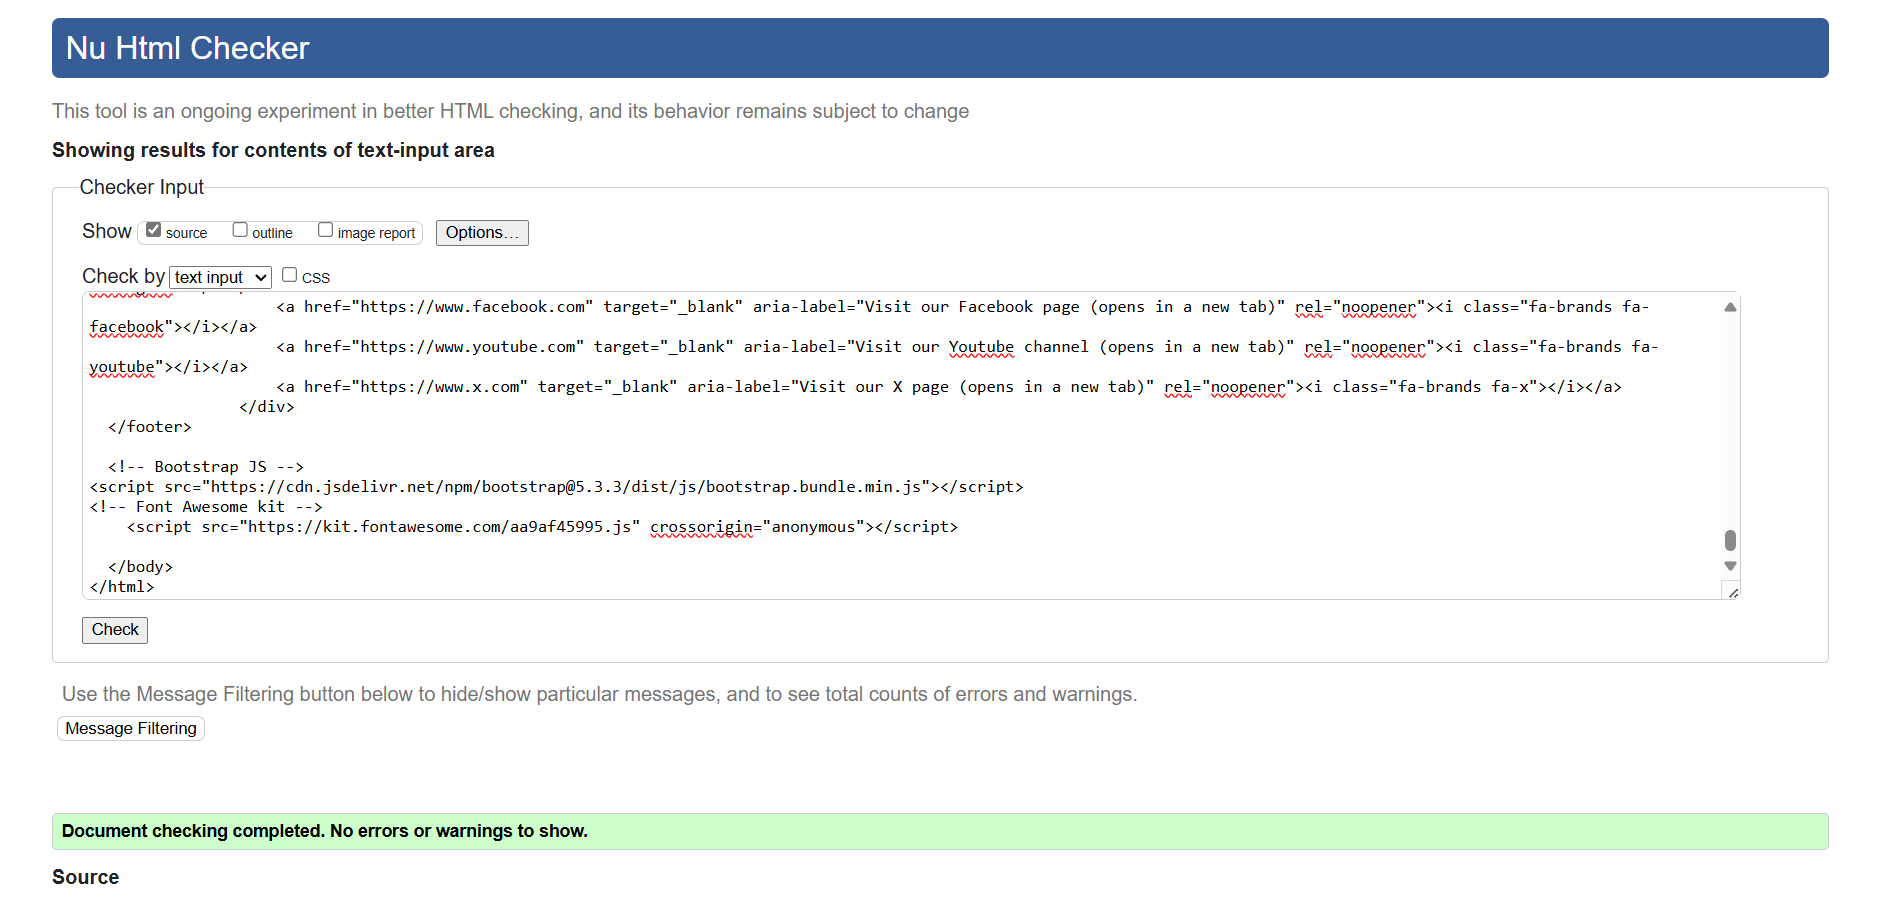 Nu Html Checker
This tool is an ongoing experiment in better HTML checking, and its behavior remains subject to change
Showing results for contents of text-input area
Checker Input
Show source outline image report Options...
Check by text input CSS
<a href="https://www.facebook.com" target="_blank" aria-label="Visit our Facebook page (opens in a new tab)" rel="noopener"><i class="fa-brands fa-
facebook"></i></a>
<a href="https://www.youtube.com" target="_blank" aria-label="Visit our Youtube channel (opens in a new tab)" rel="noopener"><i class="fa-brands fa-
youtube"></i></a>
<a href="https://www.x.com" target="_blank" aria-label="Visit our X page (opens in a new tab)" rel="noopener"><i class="fa-brands fa-x"></i></a>
</div>
</footer>
<!-- Bootstrap JS -->
<script src="https://cdn.jsdelivr.net/npm/bootstrap@5.3.3/dist/js/bootstrap.bundle.min.js"></script>
<!-- Font Awesome kit -->
<script src="https://kit.fontawesome.com/aa9af45995.js" crossorigin="anonymous"></script>
</body>
</html>
Check
Use the Message Filtering button below to hide/show particular messages, and to see total counts of errors and warnings.
Message Filtering
Document checking completed. No errors or warnings to show.
Source